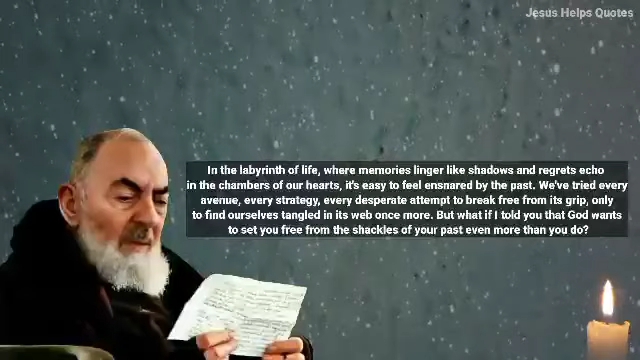 Jesus Helps Quotes
In the labyrinth of life, where memories linger like shadows and regrets echo
in the chambers of our hearts, it's easy to feel ensnared by the past. We've tried every
avenue, every strategy, every desperate attempt to break free from its grip, only
to find ourselves tangled in its web once more. But what if I told you that God wants
to set you free from the shackles of your past even more than you do?